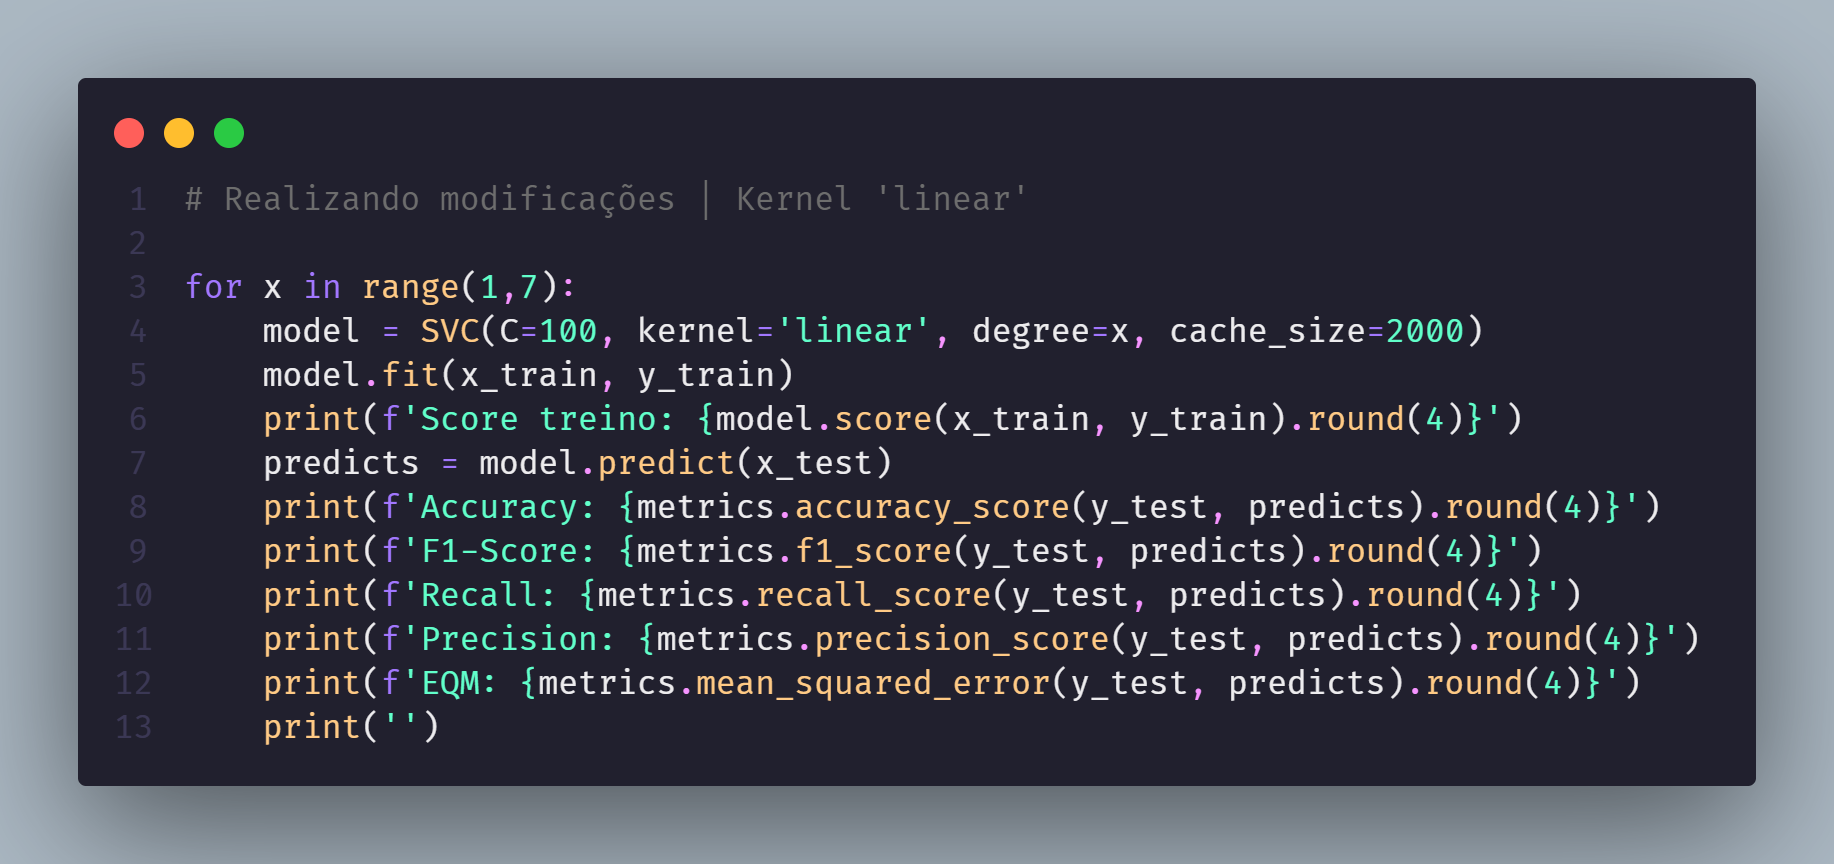 1 # Realizando modificações | Kernel 'linear'
2
3 for x in range(1,7):
4     model = SVC(C=100, kernel='linear', degree=x, cache_size=2000)
5     model.fit(x_train, y_train)
6     print(f'Score treino: {model.score(x_train, y_train).round(4)}')
7     predicts = model.predict(x_test)
8     print(f'Accuracy: {metrics.accuracy_score(y_test, predicts).round(4)}')
9     print(f'F1-Score: {metrics.f1_score(y_test, predicts).round(4)}')
10     print(f'Recall: {metrics.recall_score(y_test, predicts).round(4)}')
11     print(f'Precision: {metrics.precision_score(y_test, predicts).round(4)}')
12     print(f'EQM: {metrics.mean_squared_error(y_test, predicts).round(4)}')
13     print('')